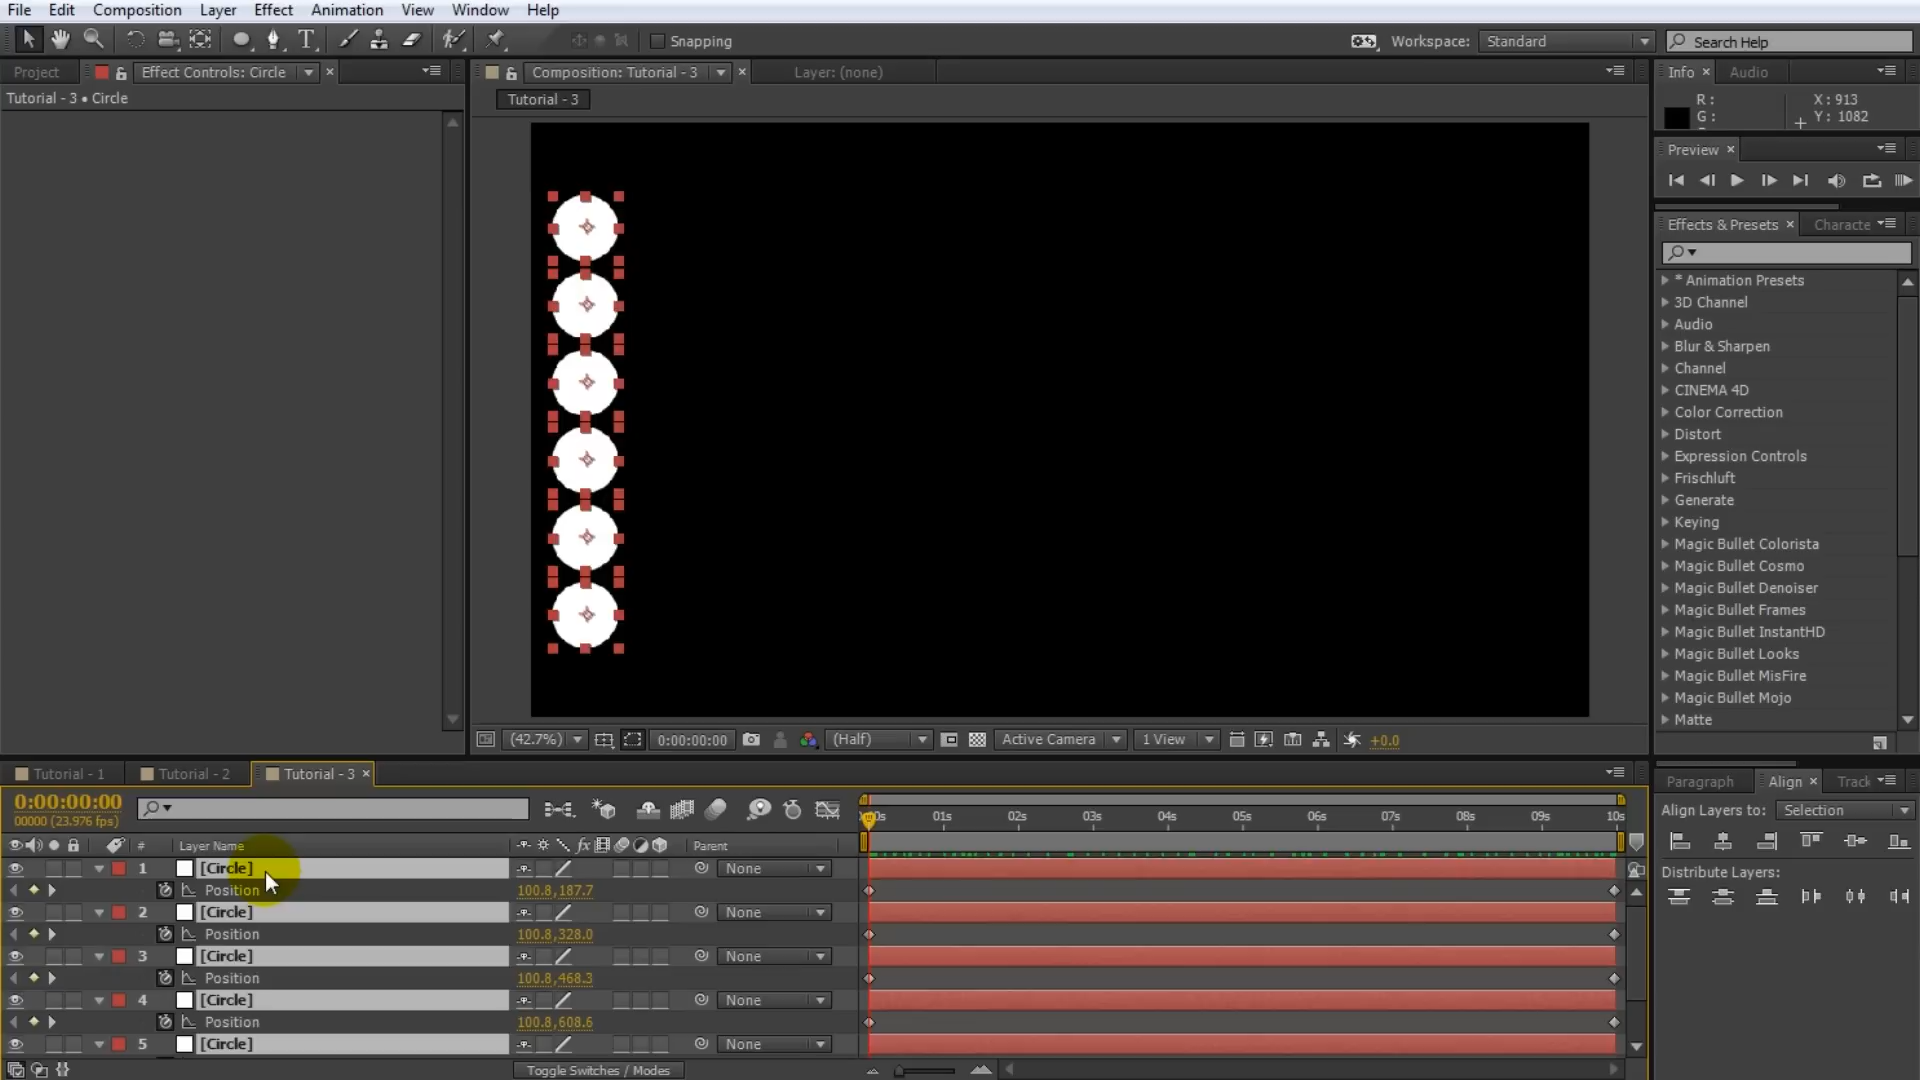 File Edit Composition Layer Effect Animation View Window Help
Snapping
Workspace: Standard
Search Help
Project
Effect Controls: Circle
Composition: Tutorial - 3
Layer: (none)
Info
Audio
Tutorial - 3 • Circle
Tutorial - 3
R:
G:
X: 913
Y: 1082
Preview
Effects & Presets
Characte
* Animation Presets
3D Channel
Audio
Blur & Sharpen
Channel
CINEMA 4D
Color Correction
Distort
Expression Controls
Frischluft
Generate
Keying
Magic Bullet Colorista
Magic Bullet Cosmo
Magic Bullet Denoiser
Magic Bullet Frames
Magic Bullet InstantHD
Magic Bullet Looks
Magic Bullet MisFire
Magic Bullet Mojo
Matte
(42.7%) 0:00:00:00 (Half) Active Camera 1 View +0.0
Tutorial - 1
Tutorial - 2
Tutorial - 3
0:00:00:00
00000 (23.976 fps)
01s 02s 03s 04s 05s 06s 07s 08s 09s 10s
# Layer Name fx Parent
1 [Circle] None
Position 100.8,187.7
2 [Circle] None
Position 100.8,328.0
3 [Circle] None
Position 100.8,468.3
4 [Circle] None
Position 100.8,608.6
5 [Circle] None
Toggle Switches / Modes
Paragraph
Align
Track
Align Layers to: Selection
Distribute Layers: